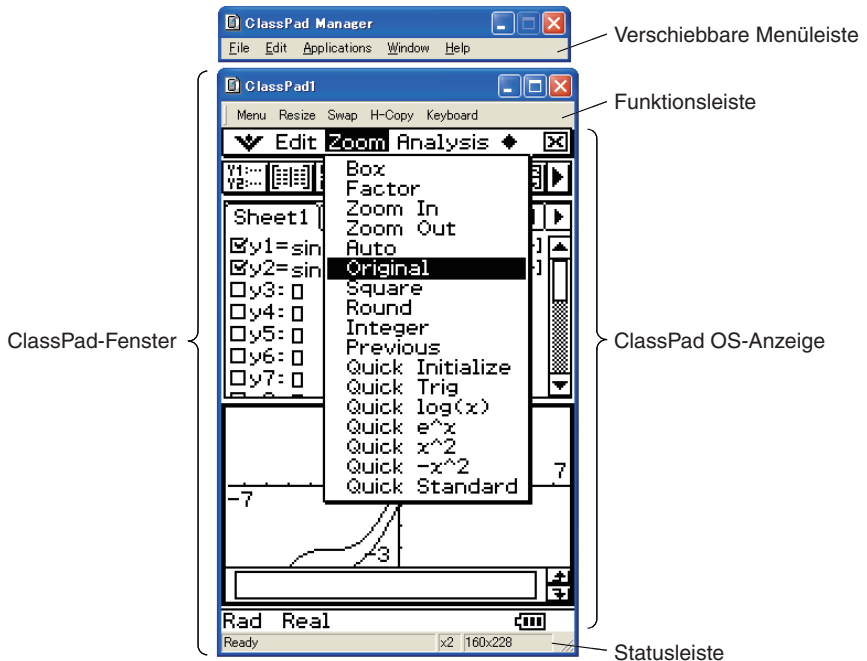 ClassPad Manager
File Edit Applications Window Help
Verschiebbare Menüleiste
ClassPad1
Menu Resize Swap H-Copy Keyboard
Funktionsleiste
Edit Zoom Analysis
Y1:...
Y2:...
Sheet1
Box
Factor
Zoom In
Zoom Out
Auto
Original
Square
Round
Integer
Previous
Quick Initialize
Quick Trig
Quick log(x)
Quick e^x
Quick x^2
Quick -x^2
Quick Standard
y1=sin
y2=sin
y3:
y4:
y5:
y6:
y7:
ClassPad-Fenster
ClassPad OS-Anzeige
7
-7
-3
Rad Real
Ready x2 160x228
Statusleiste